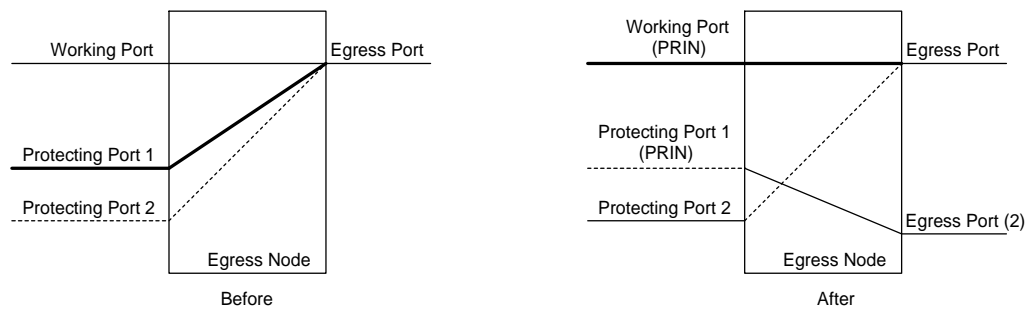 Working Port
Egress Port
Protecting Port 1
Protecting Port 2
Egress Node
Before
Working Port
(PRIN)
Egress Port
Protecting Port 1
(PRIN)
Protecting Port 2
Egress Port (2)
Egress Node
After